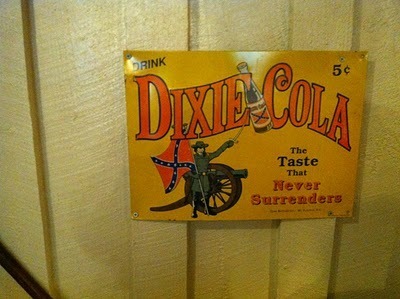 DRINK
5¢
DIXIE COLA
The
Taste
That
Never
Surrenders